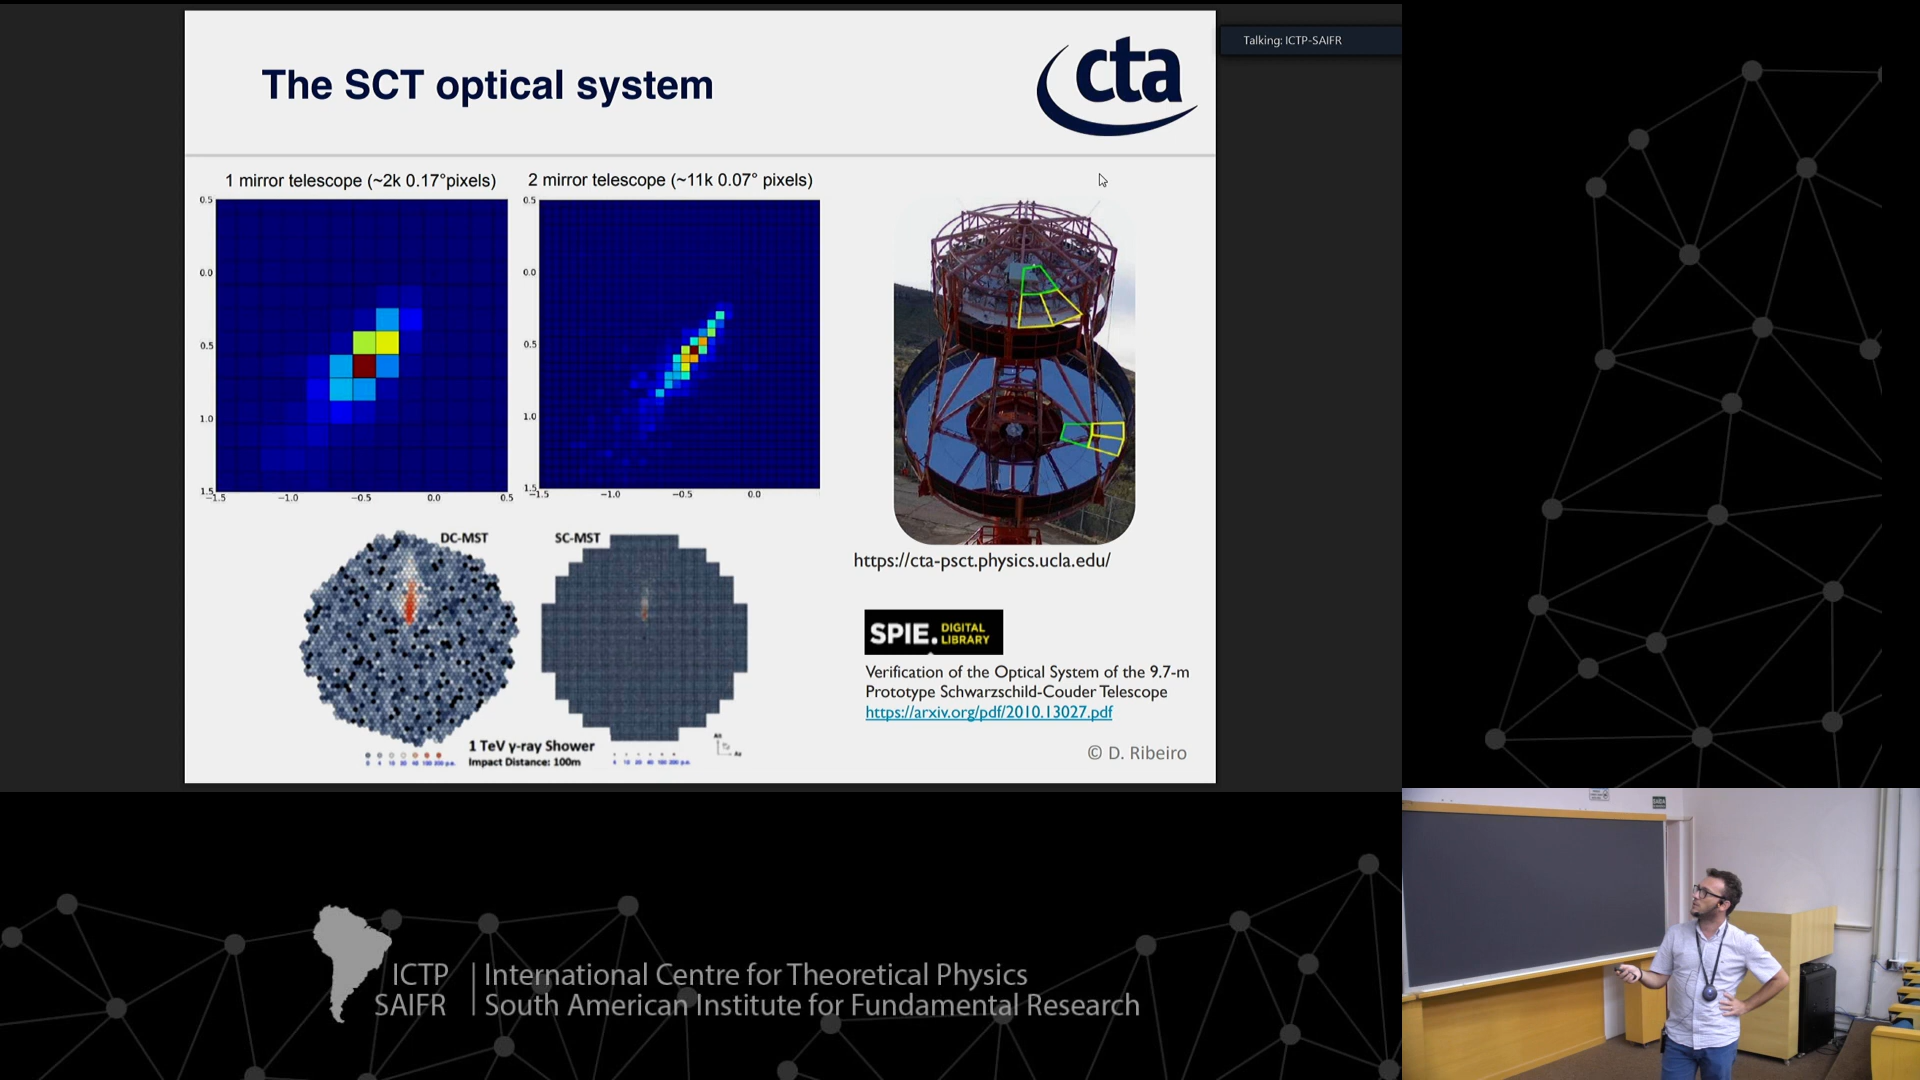 Talking: ICTP-SAIFR
The SCT optical system
cta
1 mirror telescope (~2k 0.17°pixels)
2 mirror telescope (~11k 0.07° pixels)
0.5
0.0
0.5
1.0
1.5
−1.5
−1.0
−0.5
0.0
0.5
0.5
0.0
0.5
1.0
1.5
−1.5
−1.0
−0.5
0.0
https://cta-psct.physics.ucla.edu/
DC-MST
SC-MST
1 TeV γ-ray Shower
Impact Distance: 100m
SPIE. DIGITAL LIBRARY
Verification of the Optical System of the 9.7-m
Prototype Schwarzschild-Couder Telescope
https://arxiv.org/pdf/2010.13027.pdf
© D. Ribeiro
ICTP SAIFR
International Centre for Theoretical Physics
South American Institute for Fundamental Research